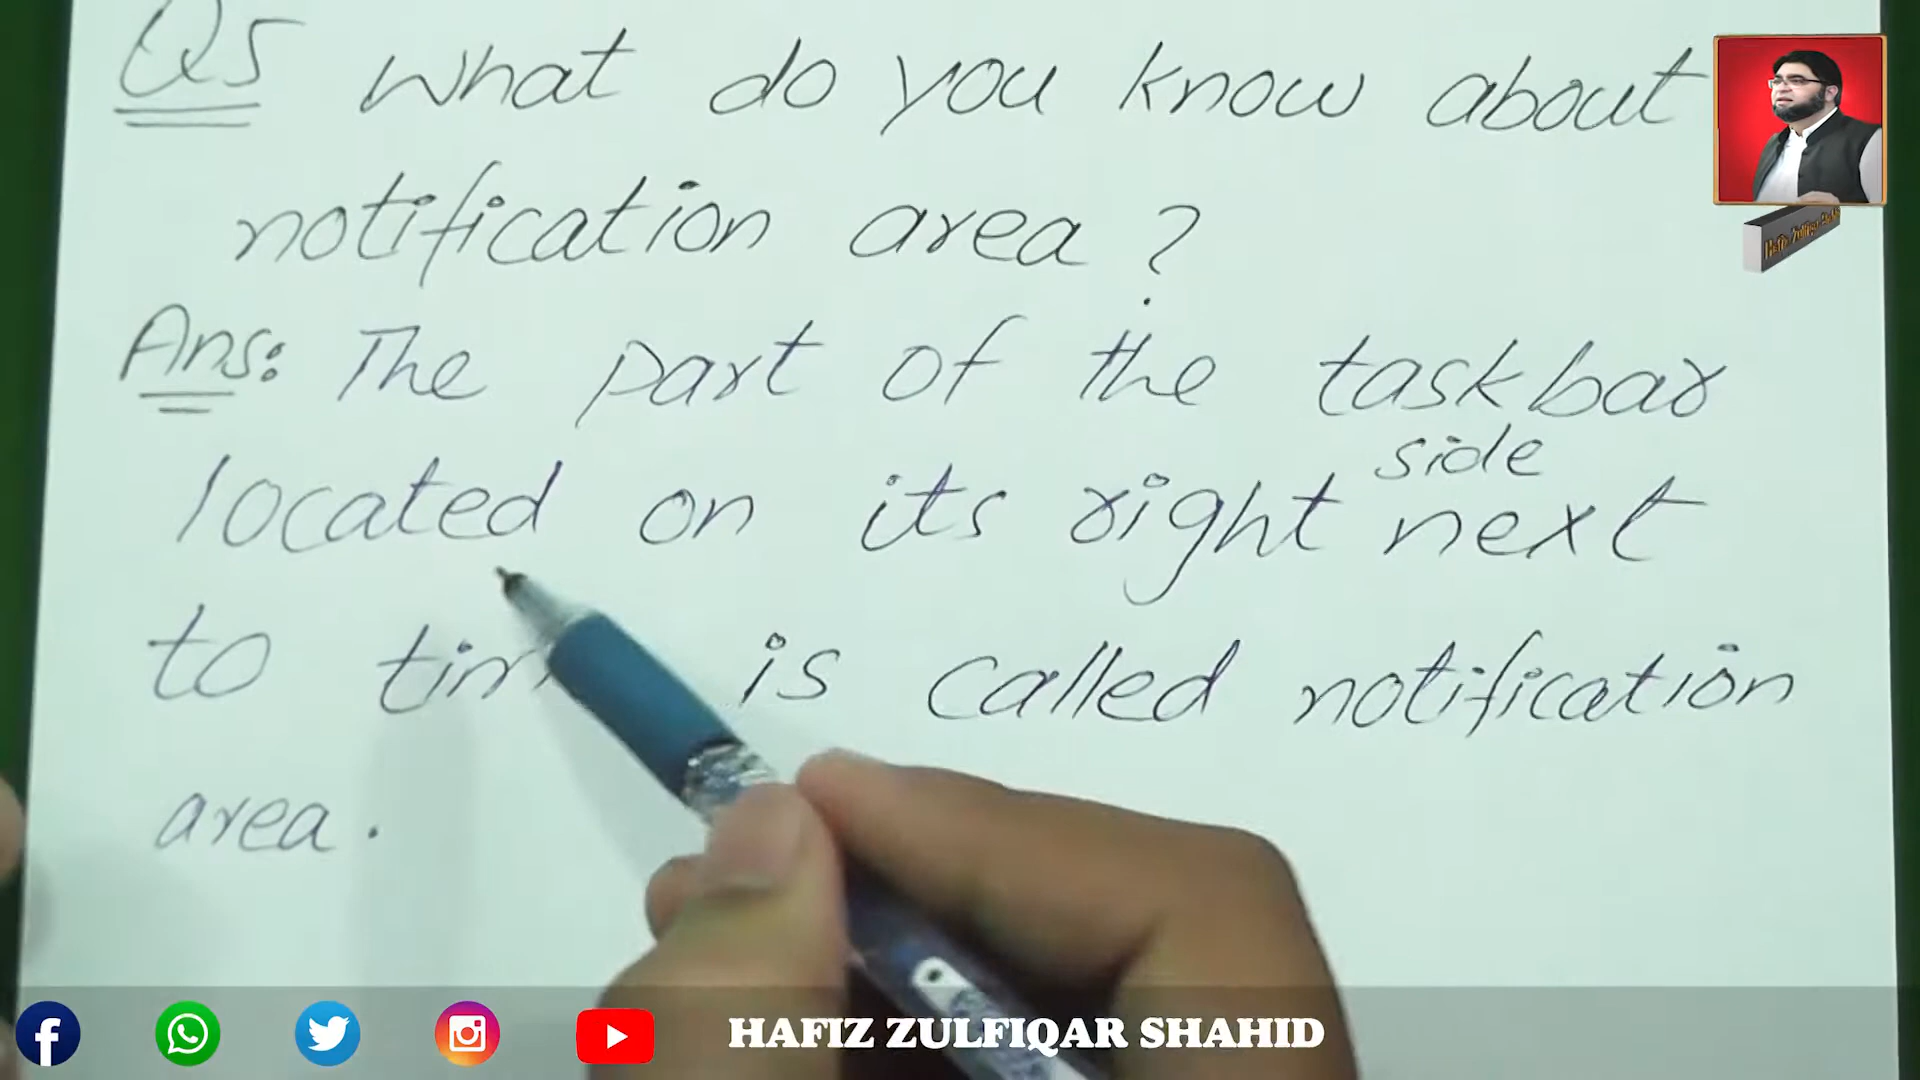 Q5 What do you know about
notification area?
Ans: The part of the taskbar
side
located on its right next
to is called notification
area.
HAFIZ ZULFIQAR SHAHID